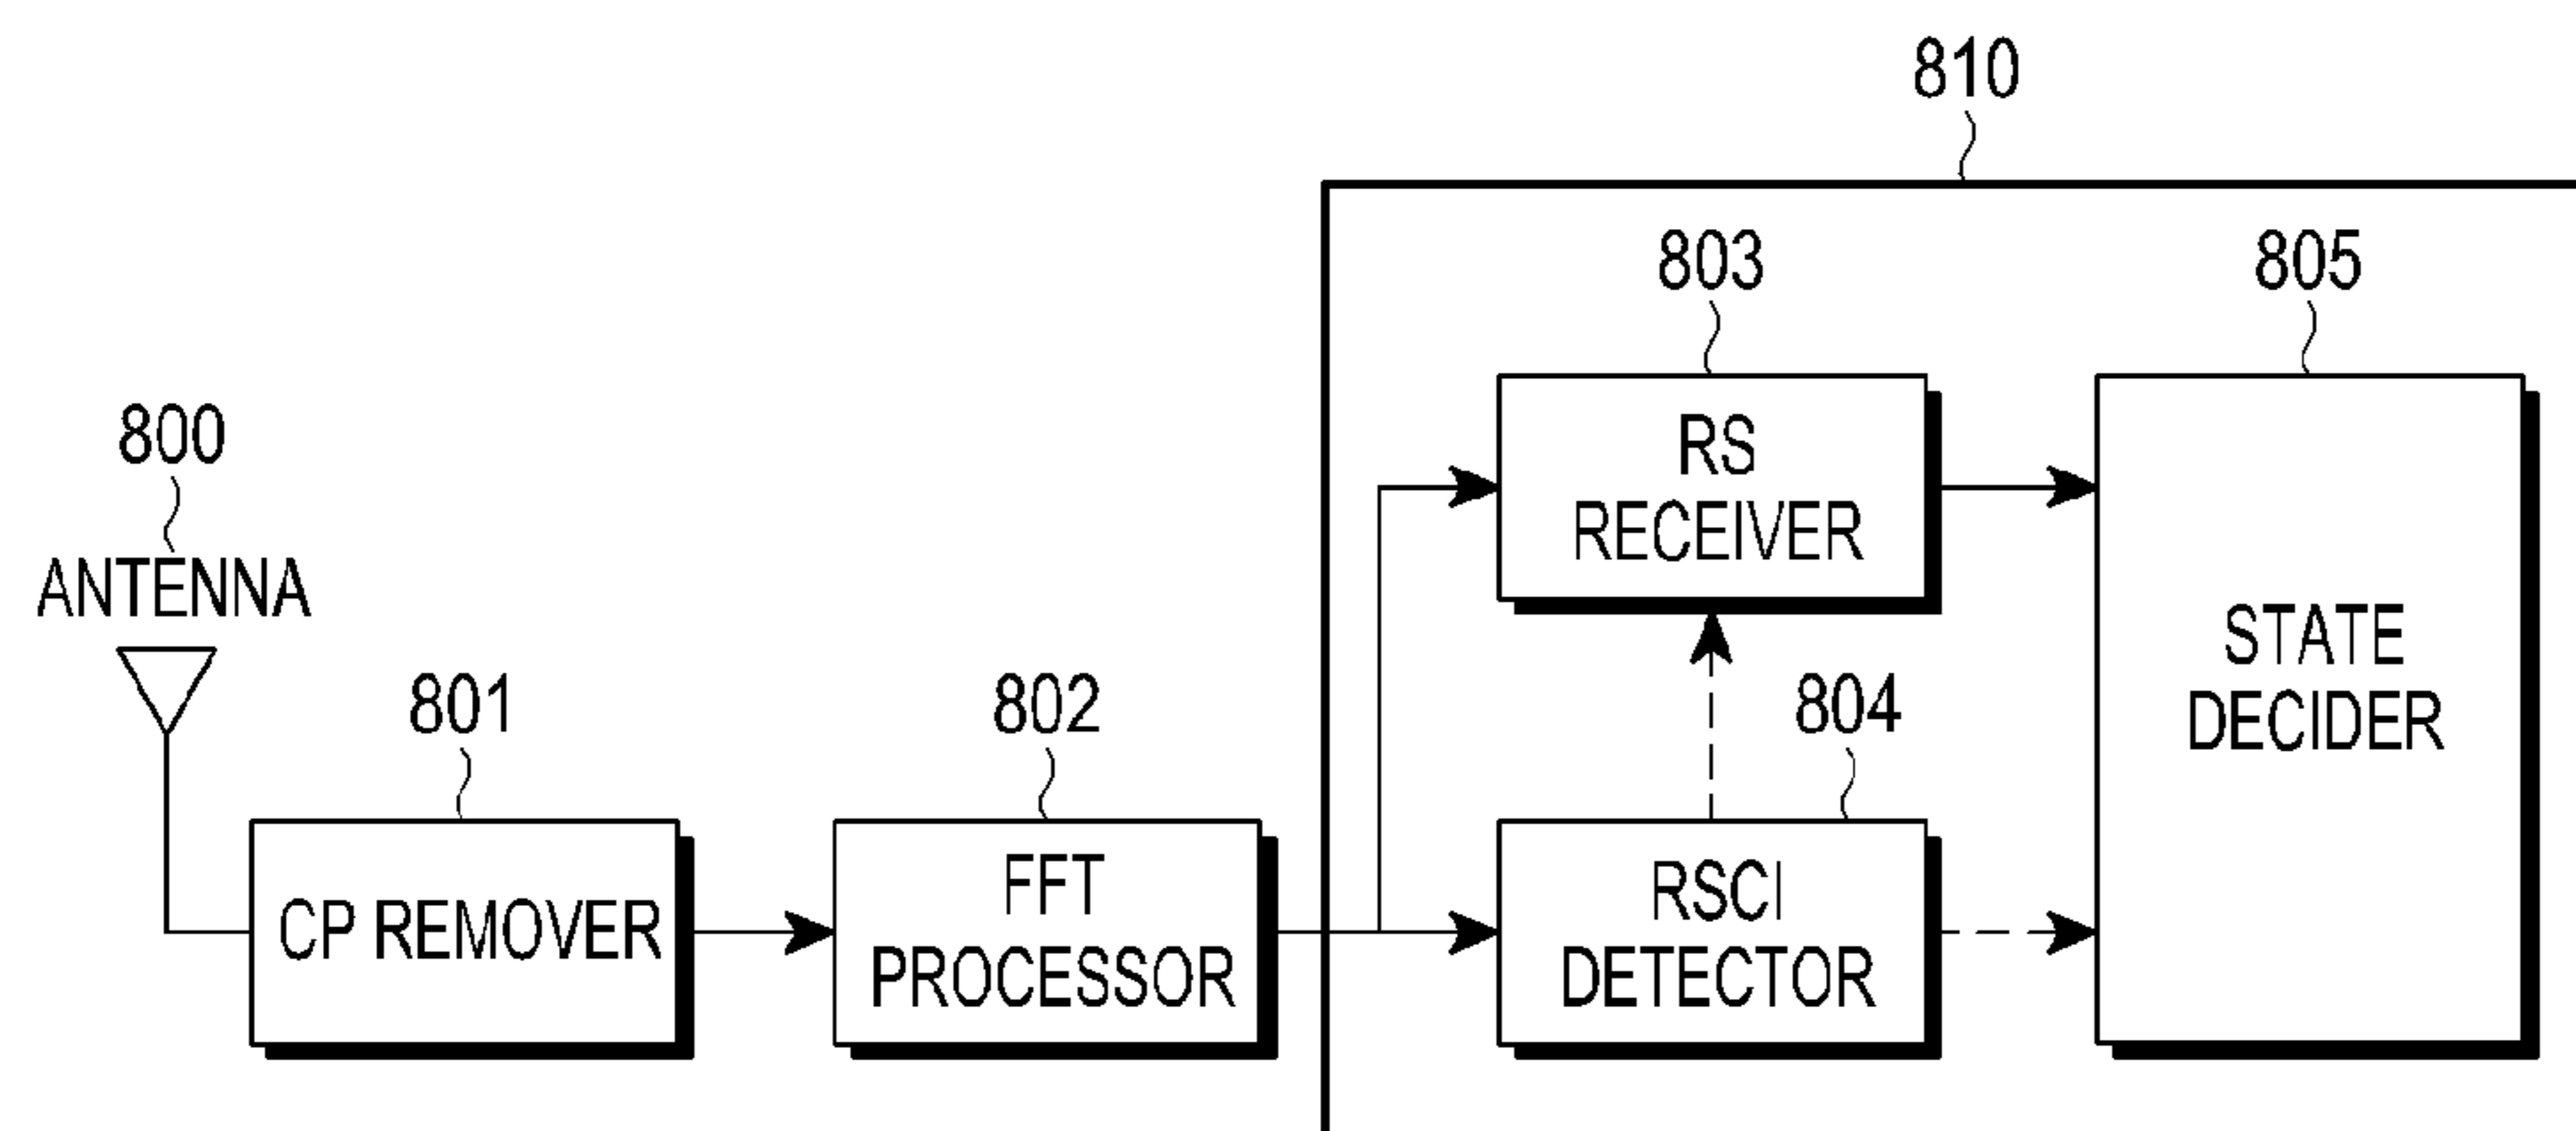 810
803
805
800
RS
RECEIVER
ANTENNA
STATE
DECIDER
801
802
804
CP REMOVER
FFT
PROCESSOR
RSCI
DETECTOR